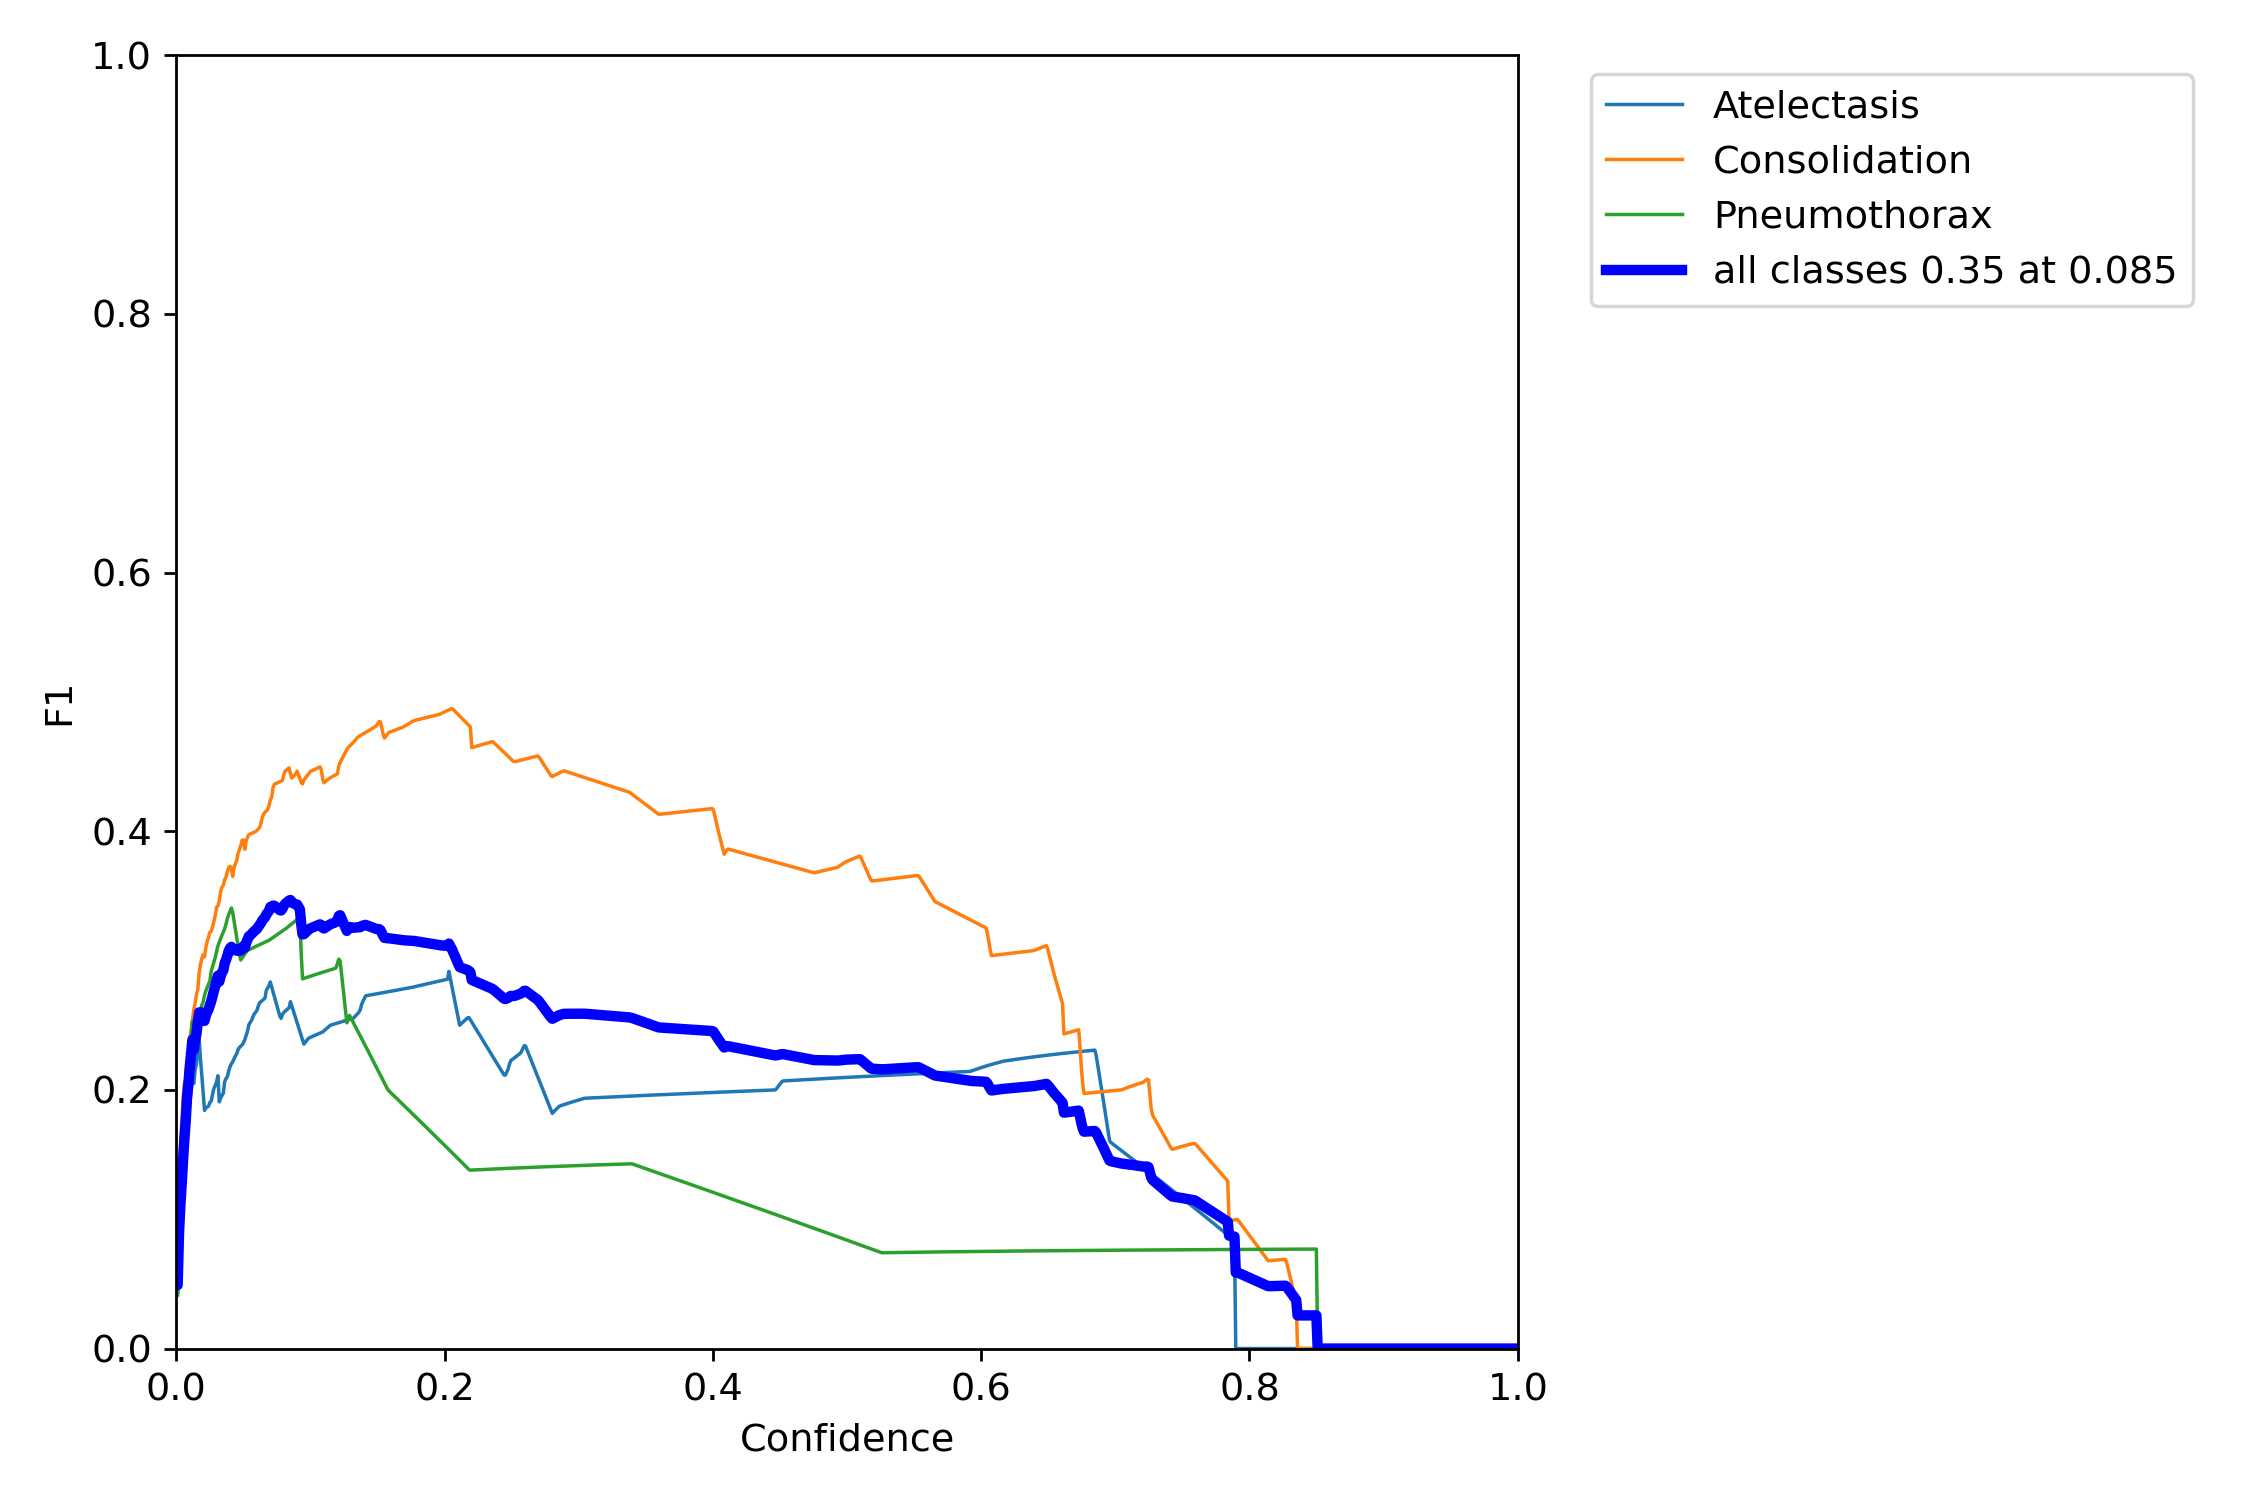 1.0
0.8
0.6
0.4
0.2
0.0
F1
0.0 0.2 0.4 0.6 0.8 1.0
Confidence
Atelectasis
Consolidation
Pneumothorax
all classes 0.35 at 0.085